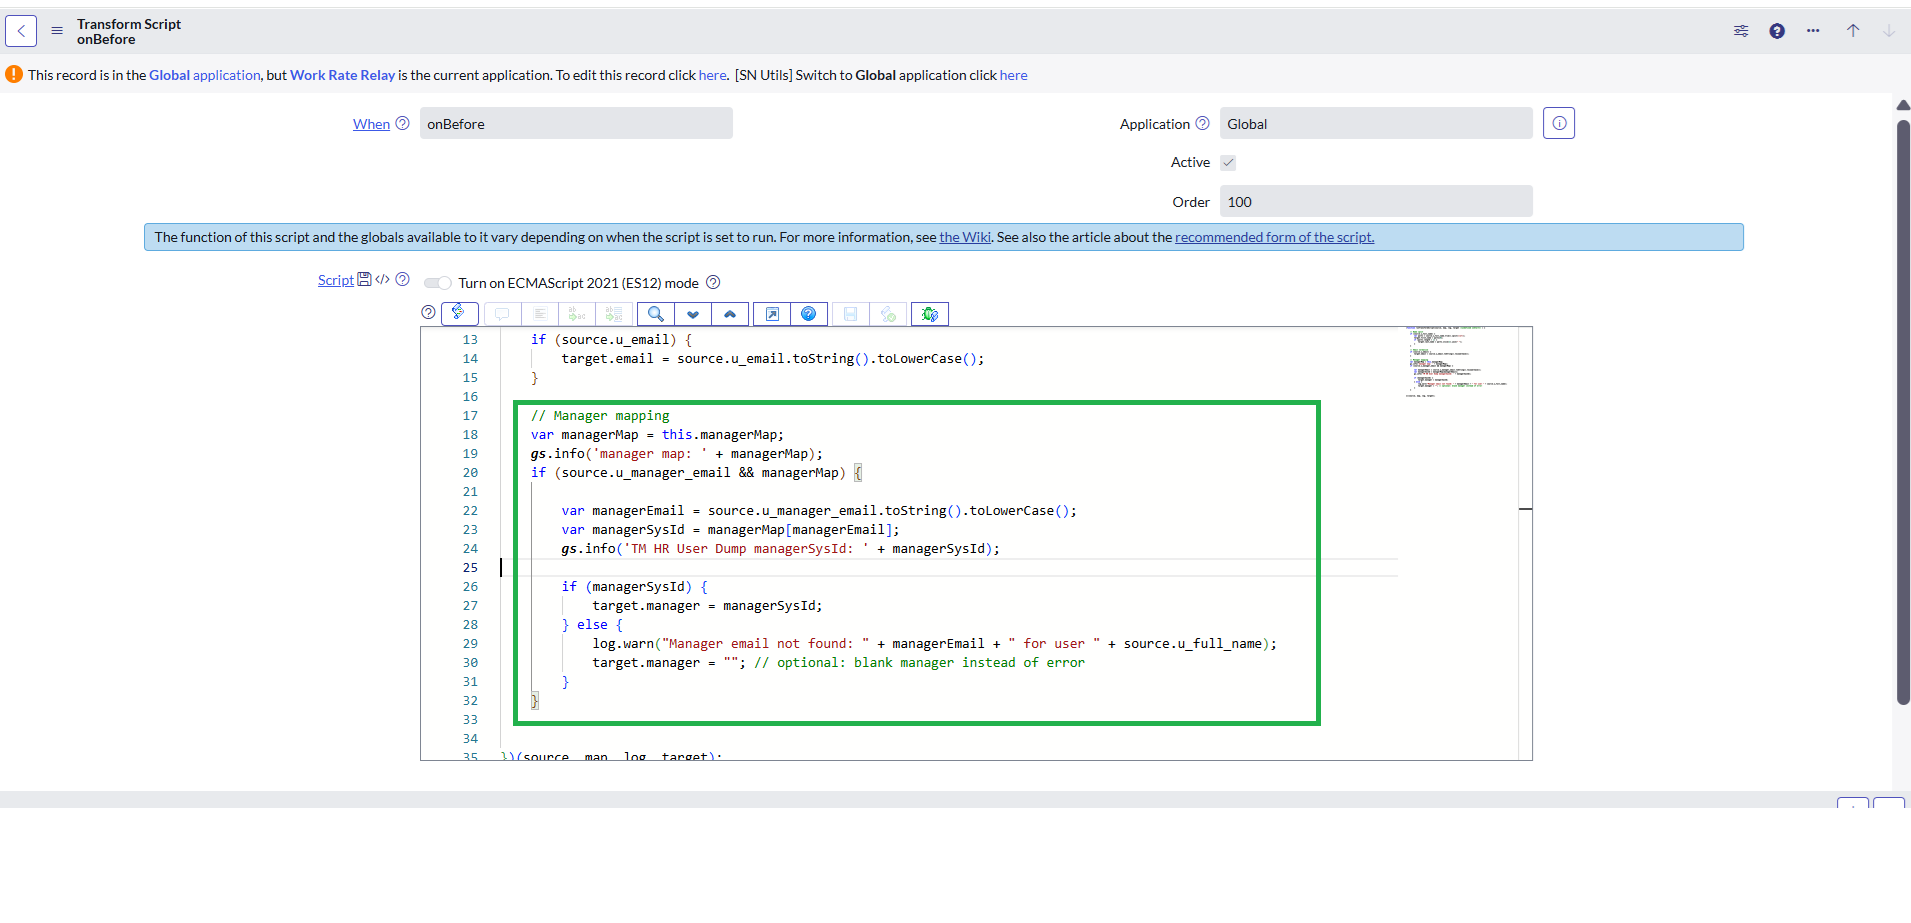 Transform Script
onBefore
This record is in the Global application, but Work Rate Relay is the current application. To edit this record click here. [SN Utils] Switch to Global application click here
When onBefore
Application Global
Active
Order 100
The function of this script and the globals available to it vary depending on when the script is set to run. For more information, see the Wiki. See also the article about the recommended form of the script.
Script </> Turn on ECMAScript 2021 (ES12) mode
13 if (source.u_email) {
14 target.email = source.u_email.toString().toLowerCase();
15 }
16
17 // Manager mapping
18 var managerMap = this.managerMap;
19 gs.info('manager map: ' + managerMap);
20 if (source.u_manager_email && managerMap) {
21
22 var managerEmail = source.u_manager_email.toString().toLowerCase();
23 var managerSysId = managerMap[managerEmail];
24 gs.info('TM HR User Dump managerSysId: ' + managerSysId);
25
26 if (managerSysId) {
27 target.manager = managerSysId;
28 } else {
29 log.warn("Manager email not found: " + managerEmail + " for user " + source.u_full_name);
30 target.manager = ""; // optional: blank manager instead of error
31 }
32 }
33
34
35 })(source, map, log, target);